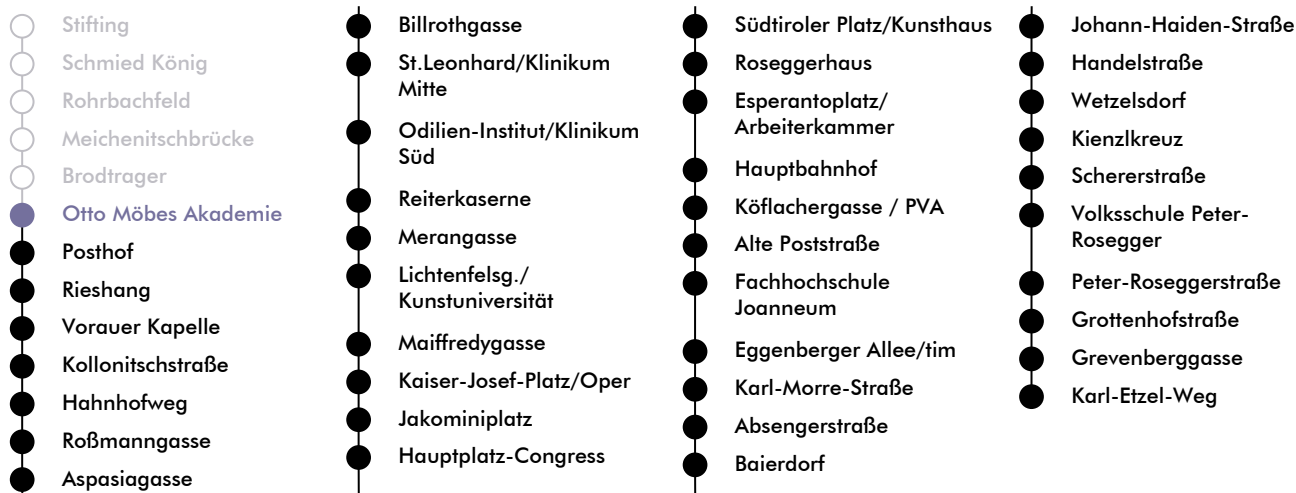 Stifting
Schmied König
Rohrbachfeld
Meichenitschbrücke
Brodtrager
Otto Möbes Akademie
Posthof
Rieshang
Vorauer Kapelle
Kollonitschstraße
Hahnhofweg
Roßmanngasse
Aspasiagasse
Billrothgasse
St.Leonhard/Klinikum
Mitte
Odilien-Institut/Klinikum
Süd
Reiterkaserne
Merangasse
Lichtenfelsg./
Kunstuniversität
Maiffredygasse
Kaiser-Josef-Platz/Oper
Jakominiplatz
Hauptplatz-Congress
Südtiroler Platz/Kunsthaus
Roseggerhaus
Esperantoplatz/
Arbeiterkammer
Hauptbahnhof
Köflachergasse / PVA
Alte Poststraße
Fachhochschule
Joanneum
Eggenberger Allee/tim
Karl-Morre-Straße
Absengerstraße
Baierdorf
Johann-Haiden-Straße
Handelstraße
Wetzelsdorf
Kienzlkreuz
Schererstraße
Volksschule Peter-
Rosegger
Peter-Roseggerstraße
Grottenhofstraße
Grevenberggasse
Karl-Etzel-Weg